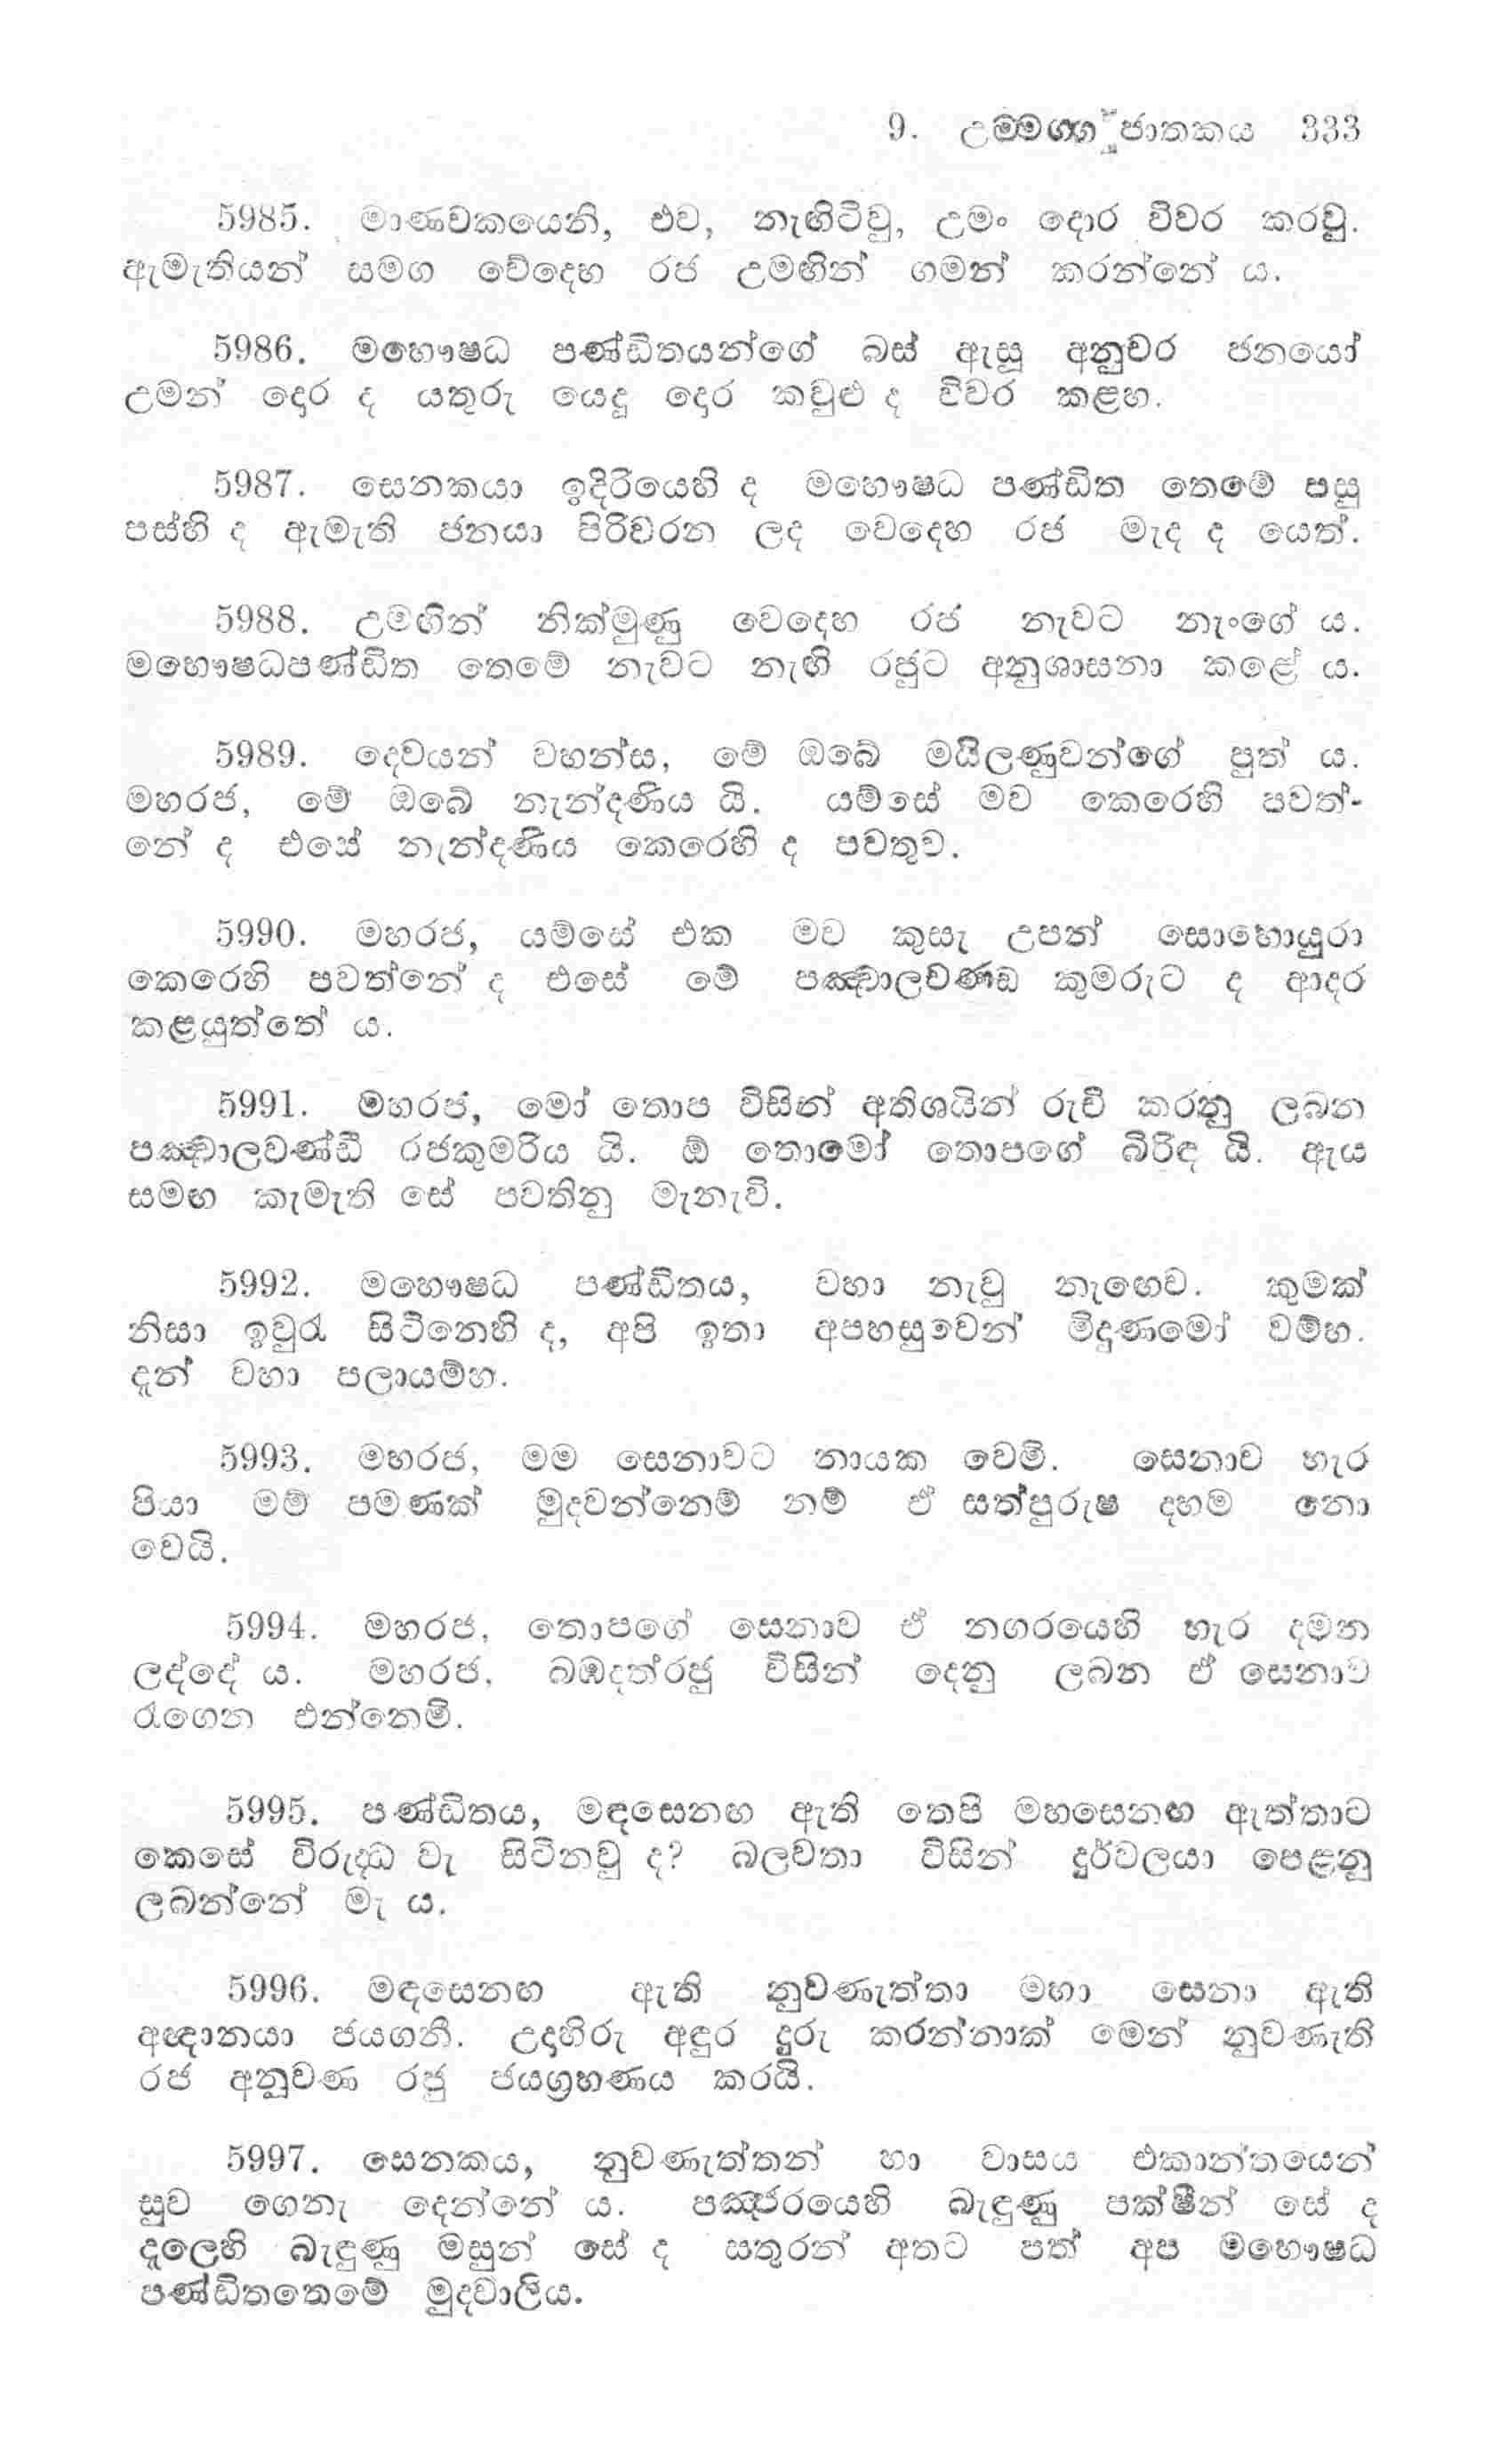 9. උම්මග්ග ජාතකය 333
5985. මාණවකයෙනි, එව, නැඟිටිවු, උමං දොර විවර කරවු.
ඇමැතියන් සමග වේදෙහ රජ උමඟින් ගමන් කරන්නේ ය.
5986. මහෞෂධ පණ්ඩිතයන්ගේ බස් ඇසූ අනුචර ජනයෝ
උමන් දොර ද යතුරු යෙදූ දොර කවුළු ද විවර කළහ.
5987. සෙනකයා ඉදිරියෙහි ද මහෞෂධ පණ්ඩිත තෙමේ පසු
පස්හි ද ඇමැති ජනයා පිරිවරන ලද වෙදෙහ රජ මැද ද යෙත්.
5988. උමඟින් නික්මුණු වෙදෙහ රජ නැවට නැංගේ ය.
මහෞෂධපණ්ඩිත තෙමේ නැවට නැඟි රජුට අනුශාසනා කළේ ය.
5989. දෙවයන් වහන්ස, මේ ඔබේ මයිලණුවන්ගේ පුත් ය.
මහරජ, මේ ඔබේ නැන්දණිය යි. යම්සේ මව කෙරෙහි පවත්-
නේ ද එසේ නැන්දණිය කෙරෙහි ද පවතුව.
5990. මහරජ, යම්සේ එක මව කුසැ උපන් සොහොයුරා
කෙරෙහි පවත්නේ ද එසේ මේ පඤ්චාලචණ්ඩ කුමරුට ද ආදර
කළයුත්තේ ය.
5991. මහරජ, මෝ තොප විසින් අතිශයින් රුචි කරනු ලබන
පඤ්චාලචණ්ඩි රජකුමරිය යි. ඕ තොමෝ තොපගේ බිරිඳ යි. ඇය
සමඟ කැමැති සේ පවතිනු මැනැවි.
5992. මහෞෂධ පණ්ඩිතය, වහා නැවු නැඟෙව. කුමක්
නිසා ඉවුරැ සිටිනෙහි ද, අපි ඉතා අපහසුවෙන් මිදුණමෝ වම්හ.
දැන් වහා පලායම්හ.
5993. මහරජ, මම සෙනාවට නායක වෙමි. සෙනාව හැර
පියා මම් පමණක් මුදවන්නෙම් නම් ඒ සත්පුරුෂ දහම නො
වෙයි.
5994. මහරජ, තොපගේ සෙනාව ඒ නගරයෙහි හැර දමන
ලද්දේ ය. මහරජ, බඹදත්රජු විසින් දෙනු ලබන ඒ සෙනාව
රැගෙන එන්නෙමි.
5995. පණ්ඩිතය, මඳසෙනඟ ඇති තෙපි මහසෙනඟ ඇත්තාට
කෙසේ විරුද්ධ වැ සිටිනවු ද? බලවතා විසින් දුර්වලයා පෙළනු
ලබන්නේ මැ ය.
5996. මඳසෙනඟ ඇති නුවණැත්තා මහා සෙනා ඇති
අඥානයා ජයගනී. උදහිරු අඳුර දුරු කරන්නාක් මෙන් නුවණැති
රජ අනුවණ රජු ජයග්‍රහණය කරයි.
5997. සෙනකය, නුවණැත්තන් හා වාසය එකාන්තයෙන්
සුව ගෙනැ දෙන්නේ ය. පඤ්ජරයෙහි බැඳුණු පක්ෂීන් සේ ද
දැලෙහි බැඳුණු මසුන් සේ ද සතුරන් අතට පත් අප මහෞෂධ
පණ්ඩිතතෙමේ මුදවාලිය.